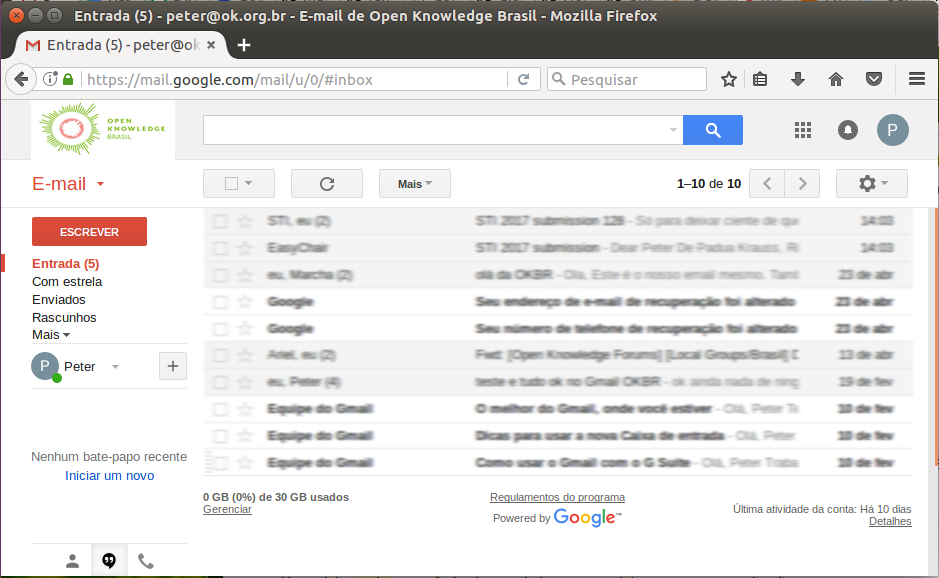 Entrada (5) - peter@ok.org.br - E-mail de Open Knowledge Brasil - Mozilla Firefox
Entrada (5) - peter@ok
https://mail.google.com/mail/u/0/#inbox
Pesquisar
OPEN
KNOWLEDGE
BRASIL
P
E-mail
Mais
1–10 de 10
ESCREVER
Entrada (5)
Com estrela
Enviados
Rascunhos
Mais
P Peter
STI, eu (2) STI 2017 submission 128 - Só para deixar ciente de que 14:03
EasyChair STI 2017 submission - Dear Peter De Padua Krauss, 14:03
eu, Marcha (2) olá da OKBR - Ola, Este é o nosso email mesmo. 23 de abr
Google Seu endereço de e-mail de recuperação foi alterado 23 de abr
Google Seu número de telefone de recuperação foi alterado 23 de abr
Ariel, eu (2) Fwd: [Open Knowledge Forums] [Local Groups/Brasil] 13 de abr
eu, Peter (4) teste e tudo ok no Gmail OKBR - ok ainda nada de 19 de fev
Equipe do Gmail O melhor do Gmail, onde você estiver - Olá, Peter 10 de fev
Equipe do Gmail Dicas para usar a nova Caixa de entrada - Olá, Peter 10 de fev
Equipe do Gmail Como usar o Gmail com o G Suite - Olá, Peter 10 de fev
Nenhum bate-papo recente
Iniciar um novo
0 GB (0%) de 30 GB usados
Gerenciar
Regulamentos do programa
Powered by Google™
Última atividade da conta: Há 10 dias
Detalhes